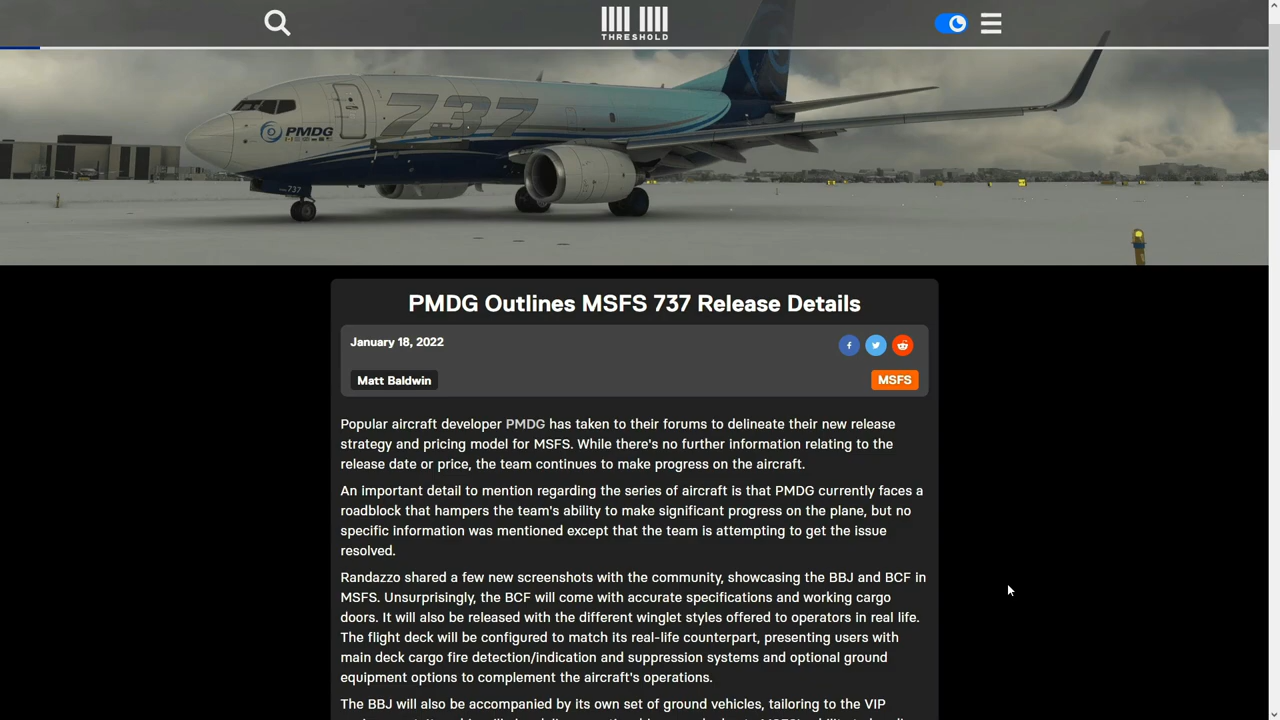 THRESHOLD
737
PMDG
737
PMDG Outlines MSFS 737 Release Details
January 18, 2022
Matt Baldwin
MSFS
Popular aircraft developer PMDG has taken to their forums to delineate their new release
strategy and pricing model for MSFS. While there's no further information relating to the
release date or price, the team continues to make progress on the aircraft.
An important detail to mention regarding the series of aircraft is that PMDG currently faces a
roadblock that hampers the team's ability to make significant progress on the plane, but no
specific information was mentioned except that the team is attempting to get the issue
resolved.
Randazzo shared a few new screenshots with the community, showcasing the BBJ and BCF in
MSFS. Unsurprisingly, the BCF will come with accurate specifications and working cargo
doors. It will also be released with the different winglet styles offered to operators in real life.
The flight deck will be configured to match its real-life counterpart, presenting users with
main deck cargo fire detection/indication and suppression systems and optional ground
equipment options to complement the aircraft's operations.
The BBJ will also be accompanied by its own set of ground vehicles, tailoring to the VIP